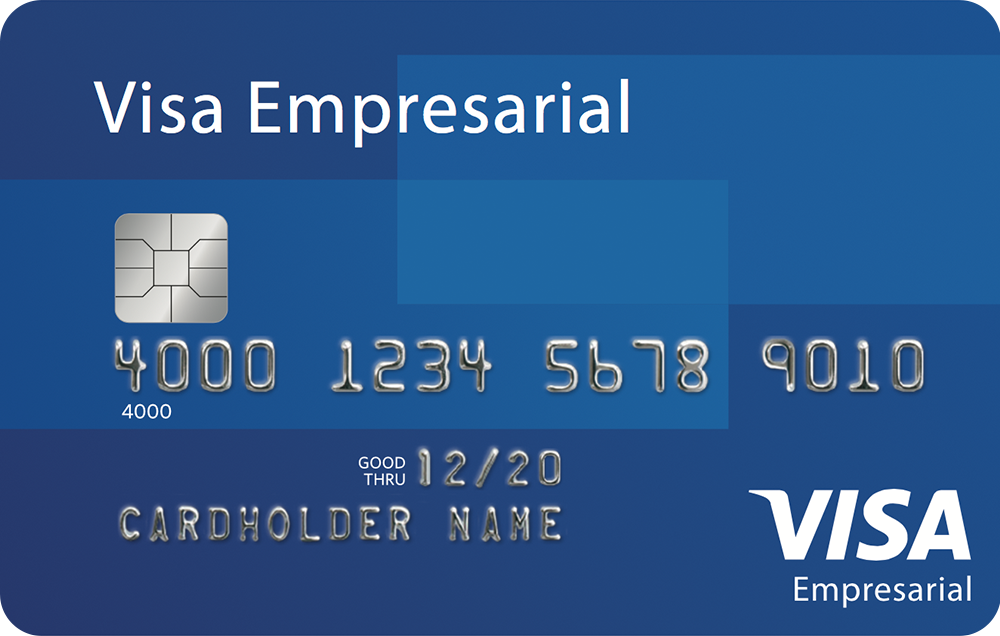 Visa Empresarial
4000 1234 5678 9010
4000
GOOD
THRU 12/20
CARDHOLDER NAME
VISA
Empresarial